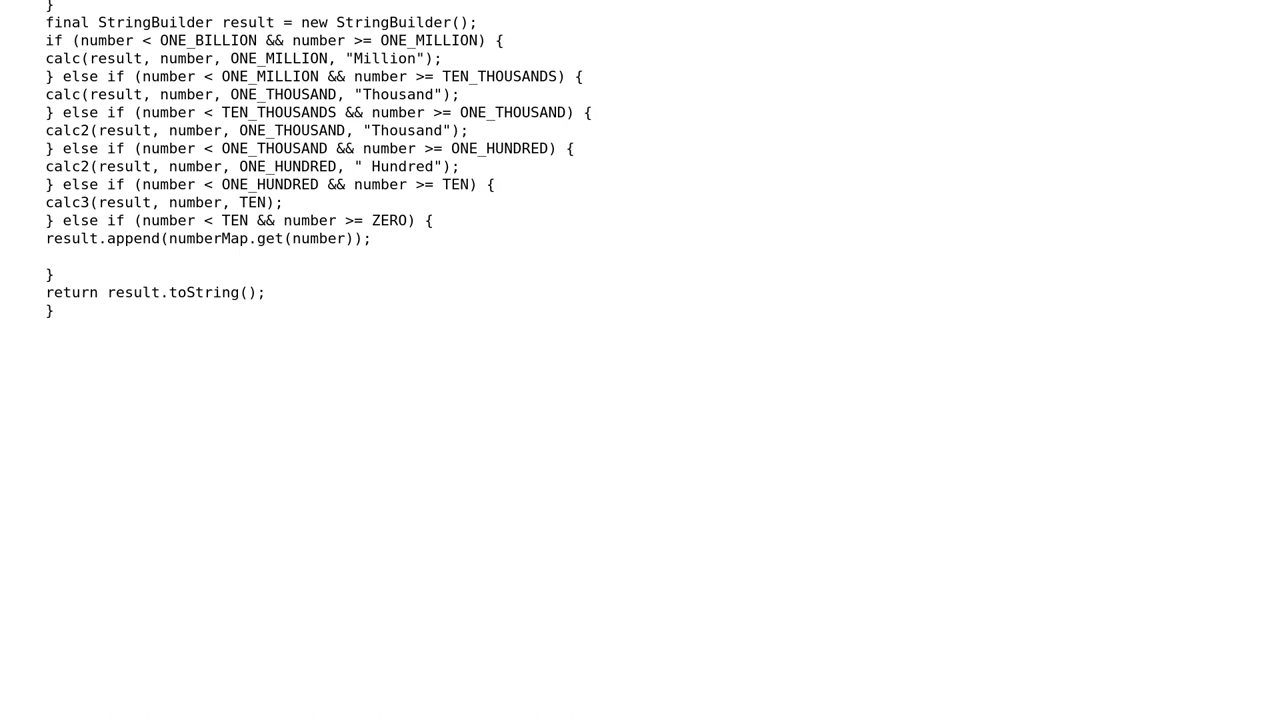 }
final StringBuilder result = new StringBuilder();
if (number < ONE_BILLION && number >= ONE_MILLION) {
calc(result, number, ONE_MILLION, "Million");
} else if (number < ONE_MILLION && number >= TEN_THOUSANDS) {
calc(result, number, ONE_THOUSAND, "Thousand");
} else if (number < TEN_THOUSANDS && number >= ONE_THOUSAND) {
calc2(result, number, ONE_THOUSAND, "Thousand");
} else if (number < ONE_THOUSAND && number >= ONE_HUNDRED) {
calc2(result, number, ONE_HUNDRED, " Hundred");
} else if (number < ONE_HUNDRED && number >= TEN) {
calc3(result, number, TEN);
} else if (number < TEN && number >= ZERO) {
result.append(numberMap.get(number));

}
return result.toString();
}